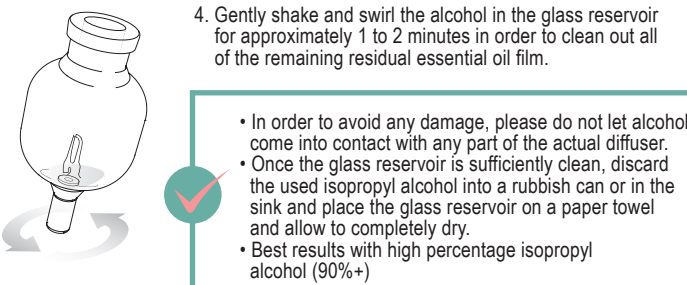 4. Gently shake and swirl the alcohol in the glass reservoir
for approximately 1 to 2 minutes in order to clean out all
of the remaining residual essential oil film.
• In order to avoid any damage, please do not let alcohol
come into contact with any part of the actual diffuser.
• Once the glass reservoir is sufficiently clean, discard
the used isopropyl alcohol into a rubbish can or in the
sink and place the glass reservoir on a paper towel
and allow to completely dry.
• Best results with high percentage isopropyl
alcohol (90%+)